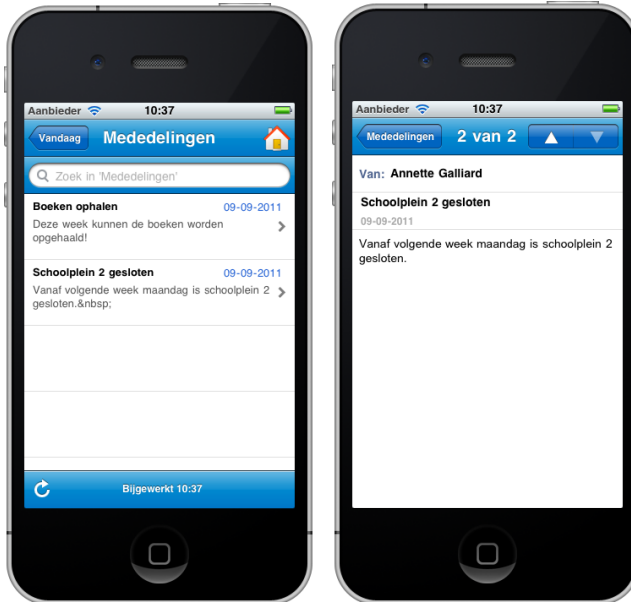 Aanbieder 10:37
Vandaag Mededelingen
Zoek in 'Mededelingen'
Boeken ophalen 09-09-2011
Deze week kunnen de boeken worden
opgehaald!
Schoolplein 2 gesloten 09-09-2011
Vanaf volgende week maandag is schoolplein 2
gesloten.&nbsp;
Bijgewerkt 10:37
Aanbieder 10:37
Mededelingen 2 van 2
Van: Annette Galliard
Schoolplein 2 gesloten
09-09-2011
Vanaf volgende week maandag is schoolplein 2
gesloten.